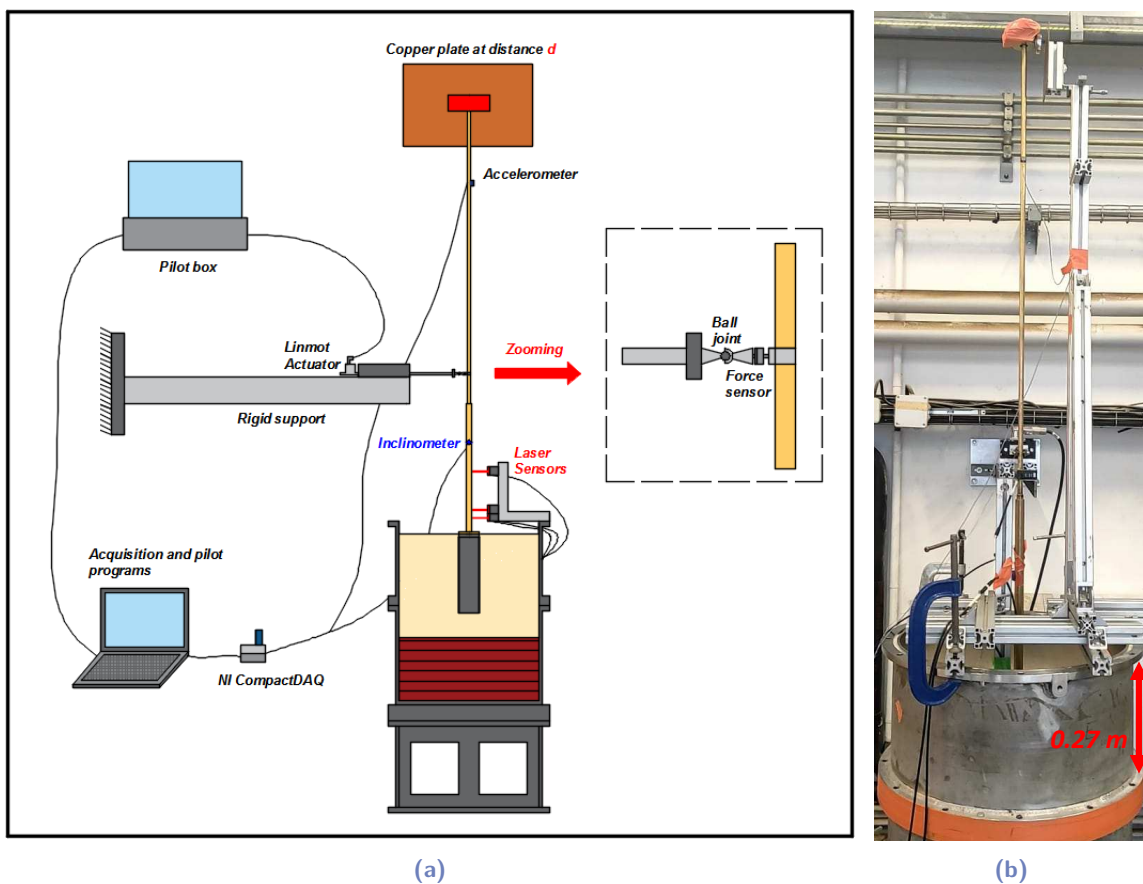 Copper plate at distance d
Accelerometer
Pilot box
Linmot
Actuator
Rigid support
Inclinometer
Laser
Sensors
Zooming
Ball
joint
Force
sensor
Acquisition and pilot
programs
NI CompactDAQ
0.27 m
(a)
(b)